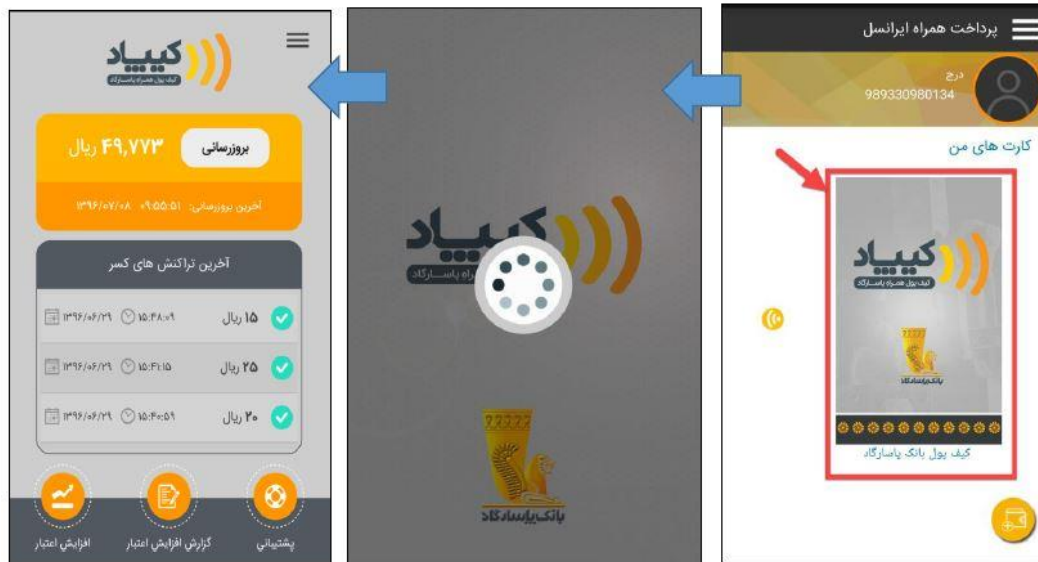 پرداخت همراه ایرانسل
درج
989330980134
کارت های من
کیپاد
کیف پول همراه پاسارگاد
بانک پاسارگاد
کیف پول بانک پاسارگاد
کیپاد
راه پاسارگاد
بانک پاسارگاد
کیپاد
کیف پول همراه پاسارگاد
بروزرسانی ۴۹,۷۷۳ ریال
آخرین بروزرسانی: ۰۹:۵۵:۵۱ ۱۳۹۶/۰۷/۰۸
آخرین تراکنش های کسر
۱۵ ریال ۱۵:۴۸:۰۹ ۱۳۹۶/۰۶/۲۹
۲۵ ریال ۱۵:۴۱:۱۵ ۱۳۹۶/۰۶/۲۹
۲۰ ریال ۱۵:۴۰:۵۹ ۱۳۹۶/۰۶/۲۹
پشتیبانی گزارش افزایش اعتبار افزایش اعتبار